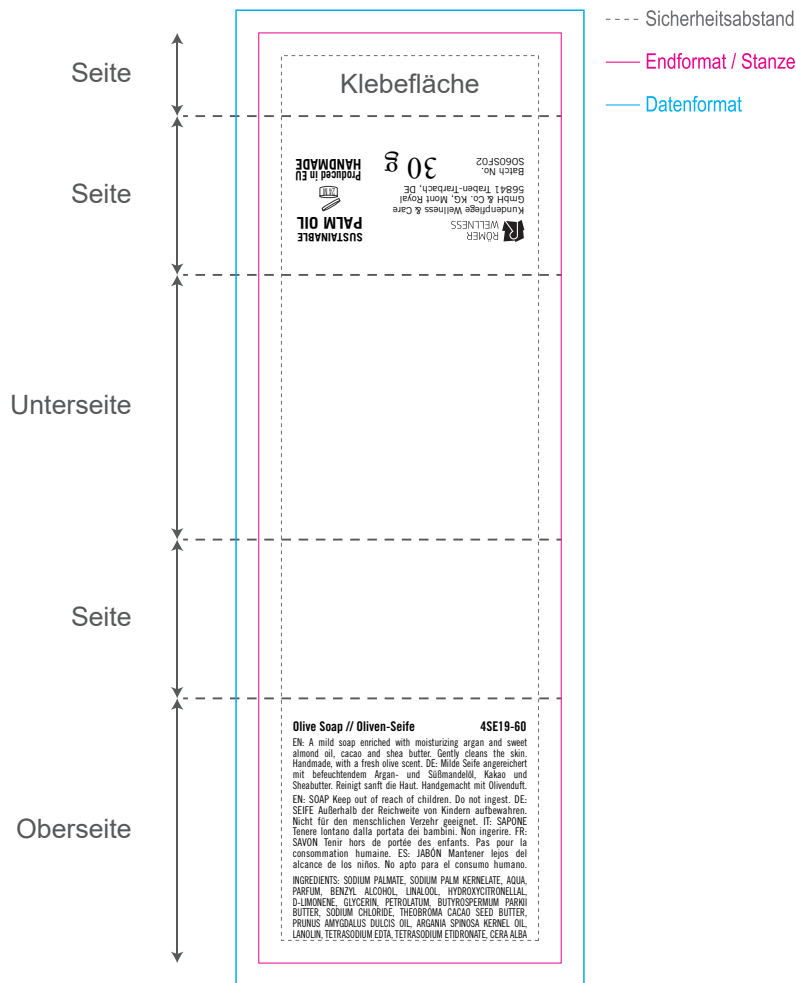 Sicherheitsabstand
Endformat / Stanze
Datenformat
Seite
Klebefläche
Seite
RÖMER
WELLNESS
Kundenpflege Wellness & Care
GmbH & Co. KG, Mont Royal
56841 Traben-Trarbach, DE
Batch No.
SO60SF02
30 g
SUSTAINABLE
PALM OIL
24 M
Produced in EU
HANDMADE
Unterseite
Seite
Oberseite
Olive Soap // Oliven-Seife 4SE19-60
EN: A mild soap enriched with moisturizing argan and sweet
almond oil, cacao and shea butter. Gently cleans the skin.
Handmade, with a fresh olive scent. DE: Milde Seife angereichert
mit befeuchtendem Argan- und Süßmandelöl, Kakao und
Sheabutter. Reinigt sanft die Haut. Handgemacht mit Olivenduft.
EN: SOAP Keep out of reach of children. Do not ingest. DE:
SEIFE Außerhalb der Reichweite von Kindern aufbewahren.
Nicht für den menschlichen Verzehr geeignet. IT: SAPONE
Tenere lontano dalla portata dei bambini. Non ingerire. FR:
SAVON Tenir hors de portée des enfants. Pas pour la
consommation humaine. ES: JABÓN Mantener lejos del
alcance de los niños. No apto para el consumo humano.
INGREDIENTS: SODIUM PALMATE, SODIUM PALM KERNELATE, AQUA,
PARFUM, BENZYL ALCOHOL, LINALOOL, HYDROXYCITRONELLAL,
D-LIMONENE, GLYCERIN, PETROLATUM, BUTYROSPERMUM PARKII
BUTTER, SODIUM CHLORIDE, THEOBROMA CACAO SEED BUTTER,
PRUNUS AMYGDALUS DULCIS OIL, ARGANIA SPINOSA KERNEL OIL,
LANOLIN, TETRASODIUM EDTA, TETRASODIUM ETIDRONATE, CERA ALBA